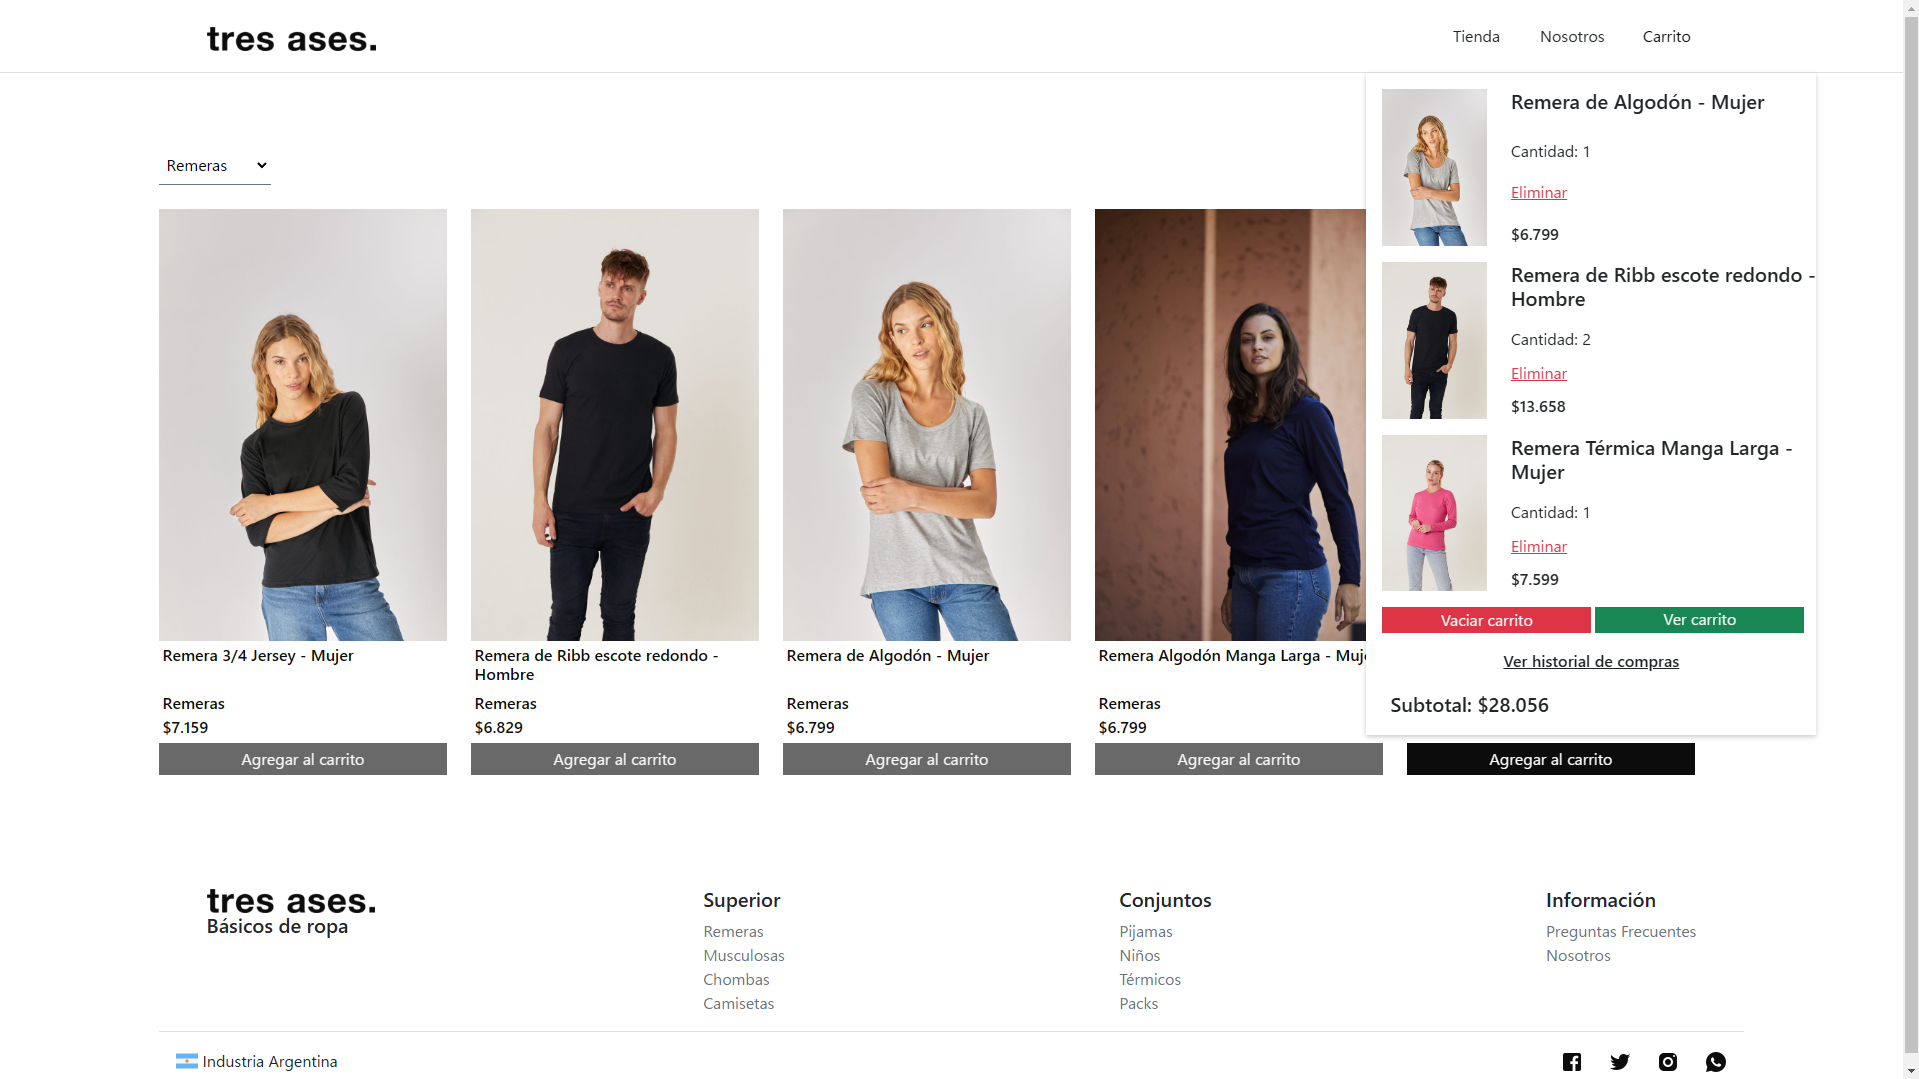 tres ases.
Tienda
Nosotros
Carrito
Remeras
Remera de Algodón - Mujer
Cantidad: 1
Eliminar
$6.799
Remera de Ribb escote redondo -
Hombre
Cantidad: 2
Eliminar
$13.658
Remera Térmica Manga Larga -
Mujer
Cantidad: 1
Eliminar
$7.599
Vaciar carrito
Ver carrito
Ver historial de compras
Subtotal: $28.056
Remera 3/4 Jersey - Mujer
Remeras
$7.159
Agregar al carrito
Remera de Ribb escote redondo -
Hombre
Remeras
$6.829
Agregar al carrito
Remera de Algodón - Mujer
Remeras
$6.799
Agregar al carrito
Remera Algodón Manga Larga -
Remeras
$6.799
Agregar al carrito
Agregar al carrito
tres ases.
Básicos de ropa
Superior
Remeras
Musculosas
Chombas
Camisetas
Conjuntos
Pijamas
Niños
Térmicos
Packs
Información
Preguntas Frecuentes
Nosotros
Industria Argentina